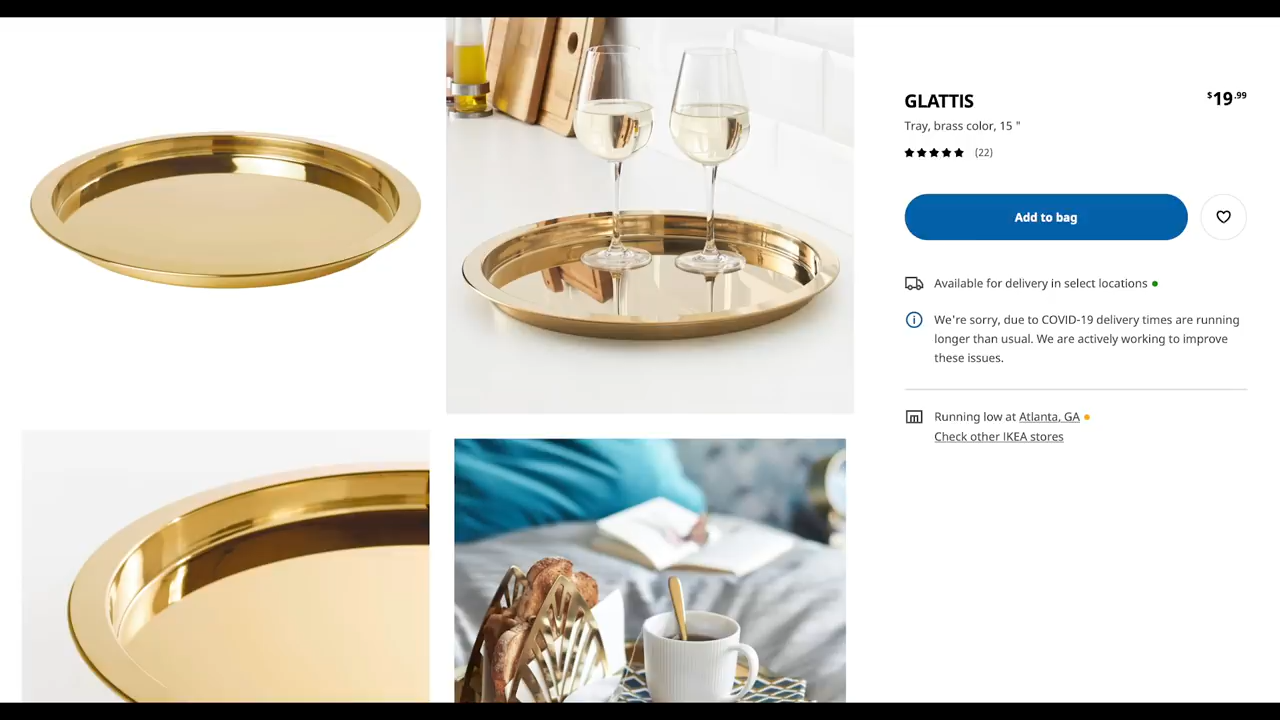 GLATTIS
$19.99
Tray, brass color, 15 "
(22)
Add to bag
Available for delivery in select locations
We're sorry, due to COVID-19 delivery times are running
longer than usual. We are actively working to improve
these issues.
Running low at Atlanta, GA
Check other IKEA stores